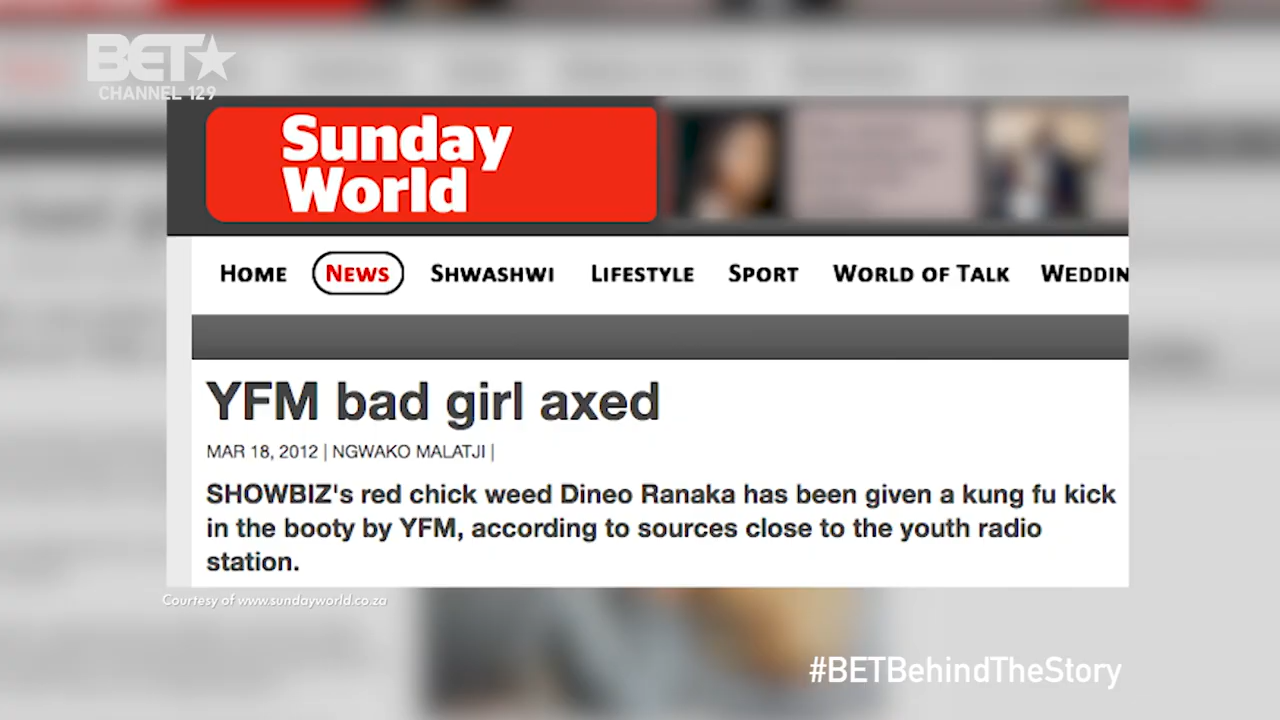 BET
CHANNEL 129
Sunday
World
HOME NEWS SHWASHWI LIFESTYLE SPORT WORLD OF TALK WEDDIN
YFM bad girl axed
MAR 18, 2012 | NGWAKO MALATJI |
SHOWBIZ's red chick weed Dineo Ranaka has been given a kung fu kick
in the booty by YFM, according to sources close to the youth radio
station.
Courtesy of www.sundayworld.co.za
#BETBehindTheStory